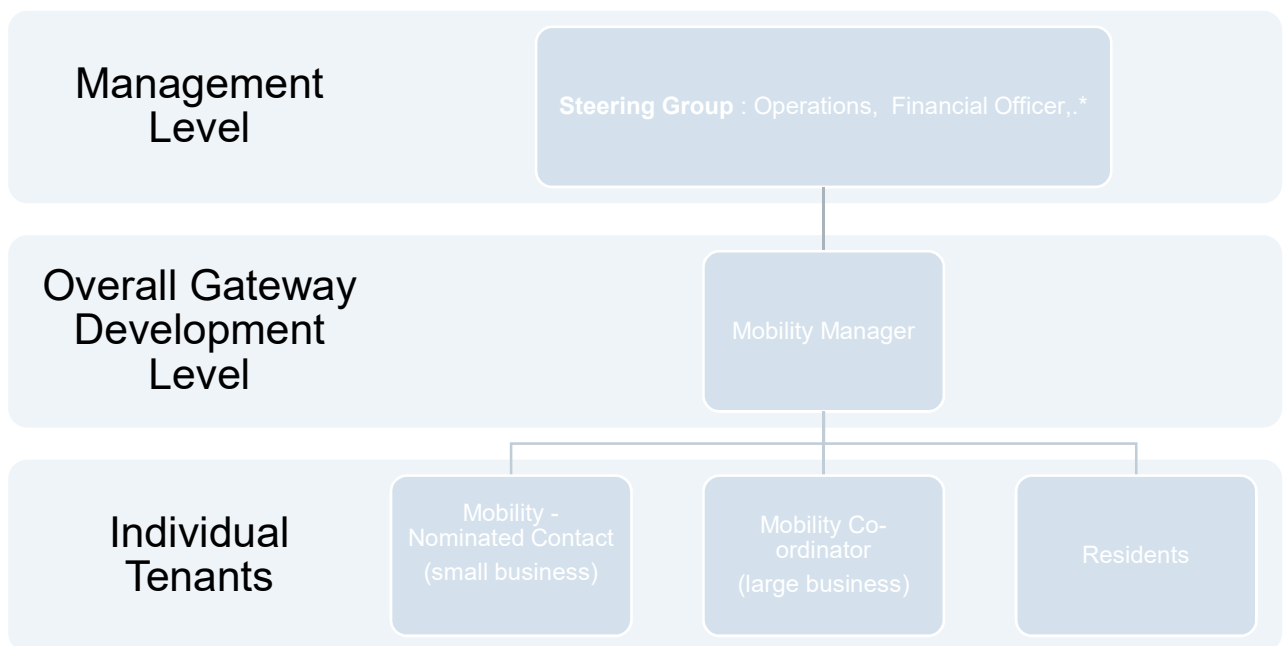 Management
Level
Steering Group : Operations, Financial Officer,.*
Overall Gateway
Development
Level
Mobility Manager
Individual
Tenants
Mobility -
Nominated Contact
(small business)
Mobility Co-
ordinator
(large business)
Residents